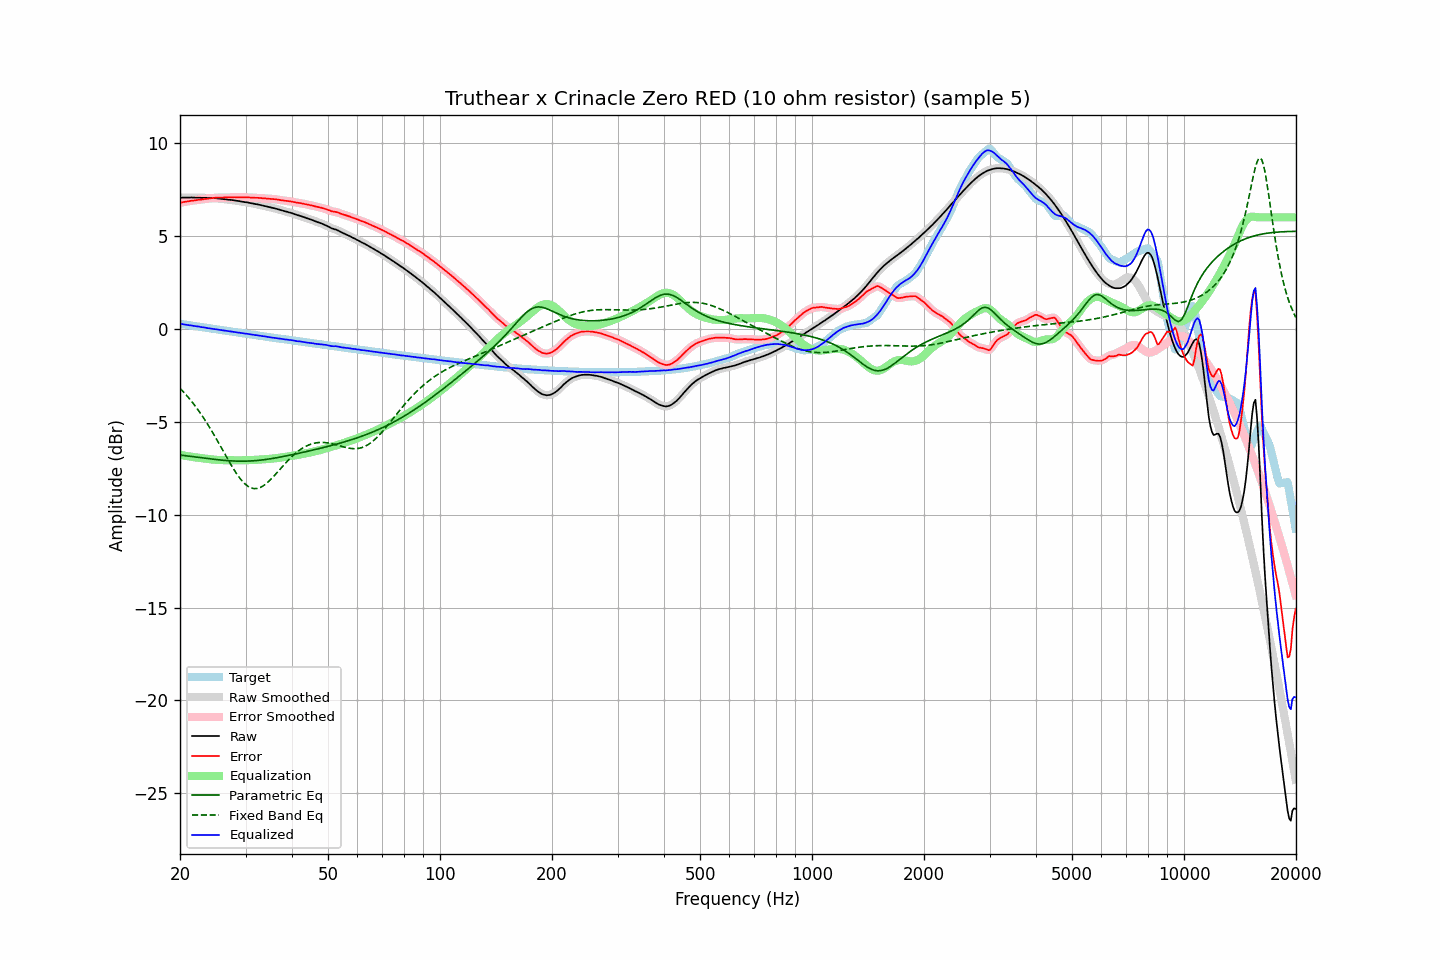 Truthear x Crinacle Zero RED (10 ohm resistor) (sample 5)
10
5
0
−5
−10
−15
−20
−25
Amplitude (dBr)
Target
Raw Smoothed
Error Smoothed
Raw
Error
Equalization
Parametric Eq
Fixed Band Eq
Equalized
20 50 100 200 500 1000 2000 5000 10000 20000
Frequency (Hz)